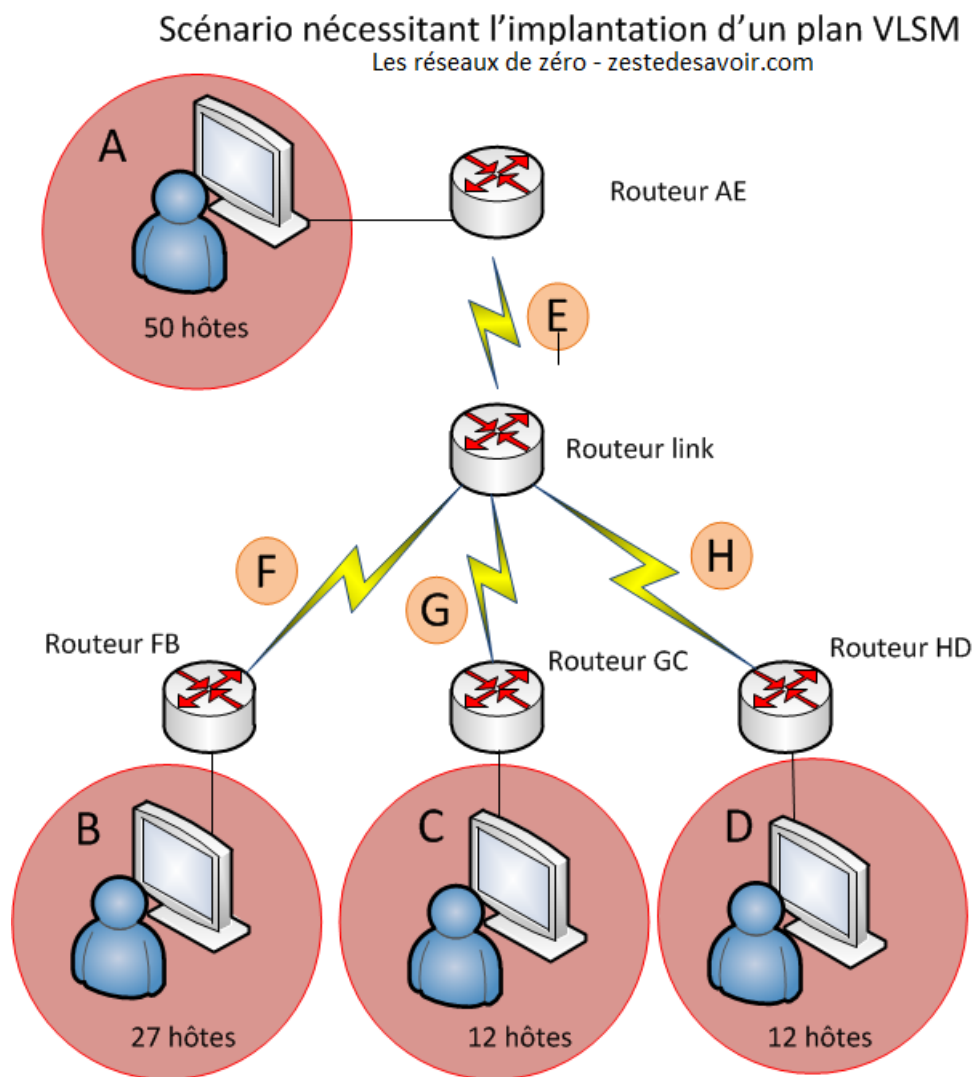 Scénario nécessitant l’implantation d’un plan VLSM
Les réseaux de zéro - zestedesavoir.com
A
50 hôtes
Routeur AE
E
Routeur link
F
G
H
Routeur FB
Routeur GC
Routeur HD
B
27 hôtes
C
12 hôtes
D
12 hôtes